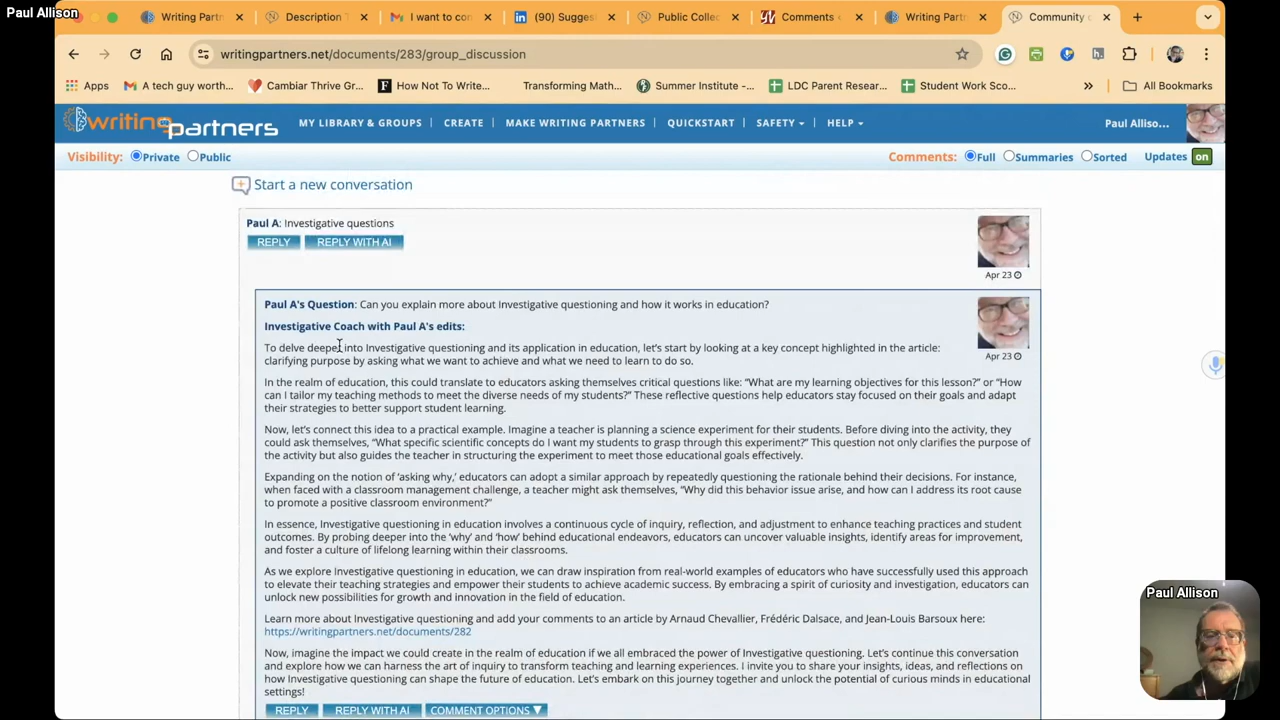 Paul Allison
Writing Partn
Description T
I want to con
(90) Sugges
Public Collec
Comments
Writing Partn
Community
writingpartners.net/documents/283/group_discussion
Apps
A tech guy worth...
Cambiar Thrive Gr...
How Not To Write...
Transforming Math...
Summer Institute -...
LDC Parent Resear...
Student Work Sco...
All Bookmarks
writing partners
MY LIBRARY & GROUPS
CREATE
MAKE WRITING PARTNERS
QUICKSTART
SAFETY
HELP
Paul Alliso...
Visibility: Private Public
Comments: Full Summaries Sorted Updates on
Start a new conversation
Paul A: Investigative questions
REPLY REPLY WITH AI
Apr 23
Paul A's Question: Can you explain more about Investigative questioning and how it works in education?
Investigative Coach with Paul A's edits:
Apr 23
To delve deeper into Investigative questioning and its application in education, let's start by looking at a key concept highlighted in the article:
clarifying purpose by asking what we want to achieve and what we need to learn to do so.
In the realm of education, this could translate to educators asking themselves critical questions like: “What are my learning objectives for this lesson?” or “How
can I tailor my teaching methods to meet the diverse needs of my students?” These reflective questions help educators stay focused on their goals and adapt
their strategies to better support student learning.
Now, let's connect this idea to a practical example. Imagine a teacher is planning a science experiment for their students. Before diving into the activity, they
could ask themselves, “What specific scientific concepts do I want my students to grasp through this experiment?” This question not only clarifies the purpose of
the activity but also guides the teacher in structuring the experiment to meet those educational goals effectively.
Expanding on the notion of ‘asking why,’ educators can adopt a similar approach by repeatedly questioning the rationale behind their decisions. For instance,
when faced with a classroom management challenge, a teacher might ask themselves, “Why did this behavior issue arise, and how can I address its root cause
to promote a positive classroom environment?”
In essence, Investigative questioning in education involves a continuous cycle of inquiry, reflection, and adjustment to enhance teaching practices and student
outcomes. By probing deeper into the ‘why’ and ‘how’ behind educational endeavors, educators can uncover valuable insights, identify areas for improvement,
and foster a culture of lifelong learning within their classrooms.
As we explore Investigative questioning in education, we can draw inspiration from real-world examples of educators who have successfully used this approach
to elevate their teaching strategies and empower their students to achieve academic success. By embracing a spirit of curiosity and investigation, educators can
unlock new possibilities for growth and innovation in the field of education.
Learn more about Investigative questioning and add your comments to an article by Arnaud Chevallier, Frédéric Dalsace, and Jean-Louis Barsoux here:
https://writingpartners.net/documents/282
Now, imagine the impact we could create in the realm of education if we all embraced the power of Investigative questioning. Let's continue this conversation
and explore how we can harness the art of inquiry to transform teaching and learning experiences. I invite you to share your insights, ideas, and reflections on
how Investigative questioning can shape the future of education. Let's embark on this journey together and unlock the potential of curious minds in educational
settings!
REPLY REPLY WITH AI COMMENT OPTIONS
Paul Allison